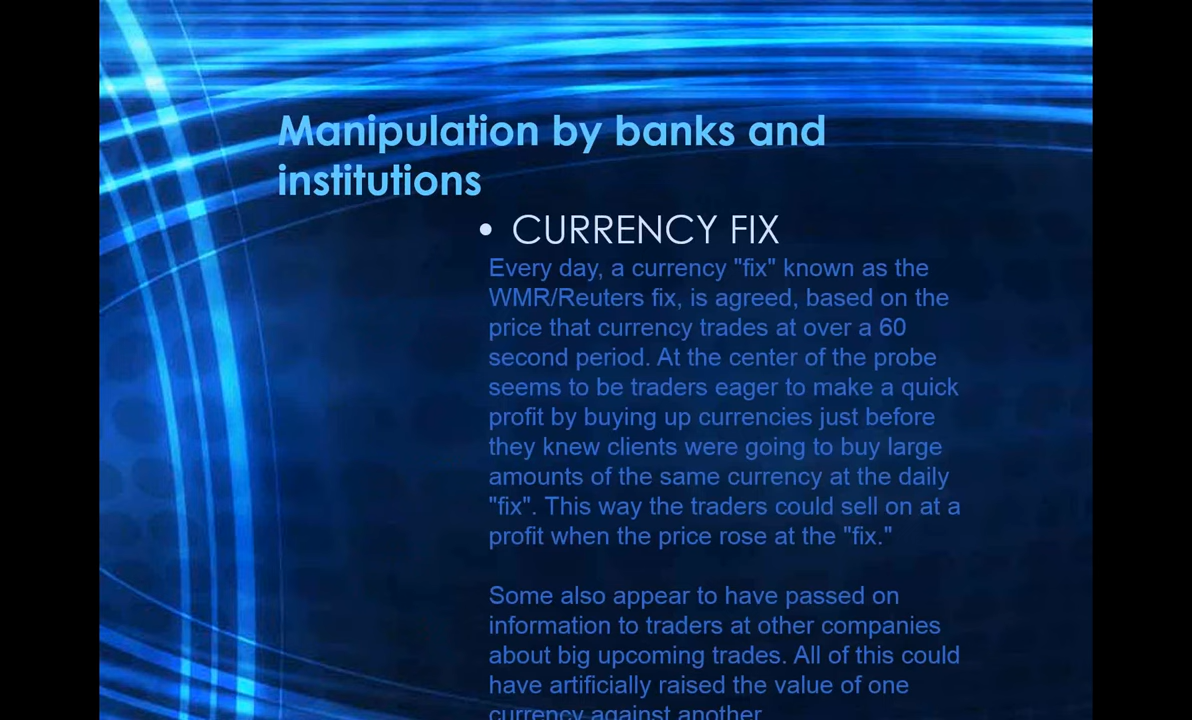 Manipulation by banks and
institutions
• CURRENCY FIX
Every day, a currency "fix" known as the
WMR/Reuters fix, is agreed, based on the
price that currency trades at over a 60
second period. At the center of the probe
seems to be traders eager to make a quick
profit by buying up currencies just before
they knew clients were going to buy large
amounts of the same currency at the daily
"fix". This way the traders could sell on at a
profit when the price rose at the "fix."

Some also appear to have passed on
information to traders at other companies
about big upcoming trades. All of this could
have artificially raised the value of one
currency against another.